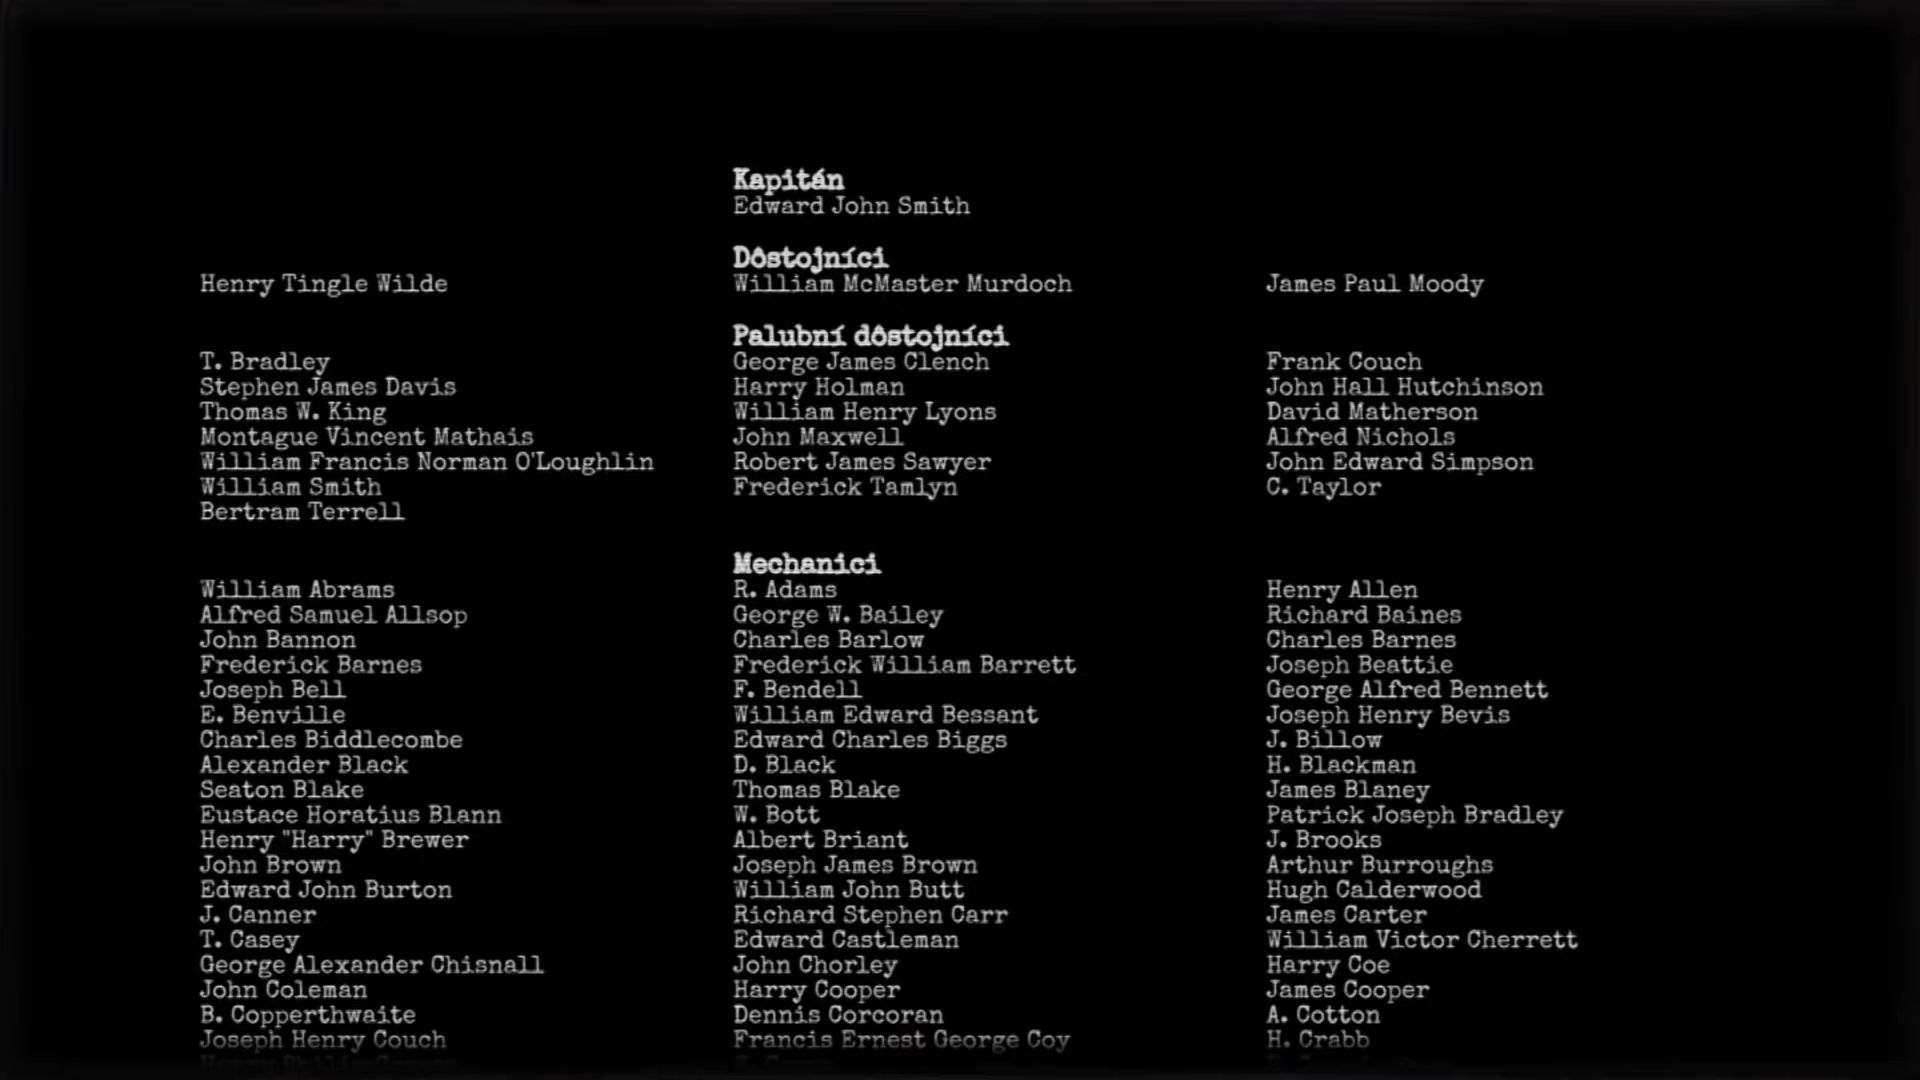 Kapitán
Edward John Smith
Dôstojníci
Henry Tingle Wilde William McMaster Murdoch James Paul Moody
Palubní dôstojníci
T. Bradley George James Clench Frank Couch
Stephen James Davis Harry Holman John Hall Hutchinson
Thomas W. King William Henry Lyons David Matherson
Montague Vincent Mathais John Maxwell Alfred Nichols
William Francis Norman O'Loughlin Robert James Sawyer John Edward Simpson
William Smith Frederick Tamlyn C. Taylor
Bertram Terrell
Mechanici
William Abrams R. Adams Henry Allen
Alfred Samuel Allsop George W. Bailey Richard Baines
John Bannon Charles Barlow Charles Barnes
Frederick Barnes Frederick William Barrett Joseph Beattie
Joseph Bell F. Bendell George Alfred Bennett
E. Benville William Edward Bessant Joseph Henry Bevis
Charles Biddlecombe Edward Charles Biggs J. Billow
Alexander Black D. Black H. Blackman
Seaton Blake Thomas Blake James Blaney
Eustace Horatius Blann W. Bott Patrick Joseph Bradley
Henry "Harry" Brewer Albert Briant J. Brooks
John Brown Joseph James Brown Arthur Burroughs
Edward John Burton William John Butt Hugh Calderwood
J. Canner Richard Stephen Carr James Carter
T. Casey Edward Castleman William Victor Cherrett
George Alexander Chisnall John Chorley Harry Coe
John Coleman Harry Cooper James Cooper
B. Copperthwaite Dennis Corcoran A. Cotton
Joseph Henry Couch Francis Ernest George Coy H. Crabb